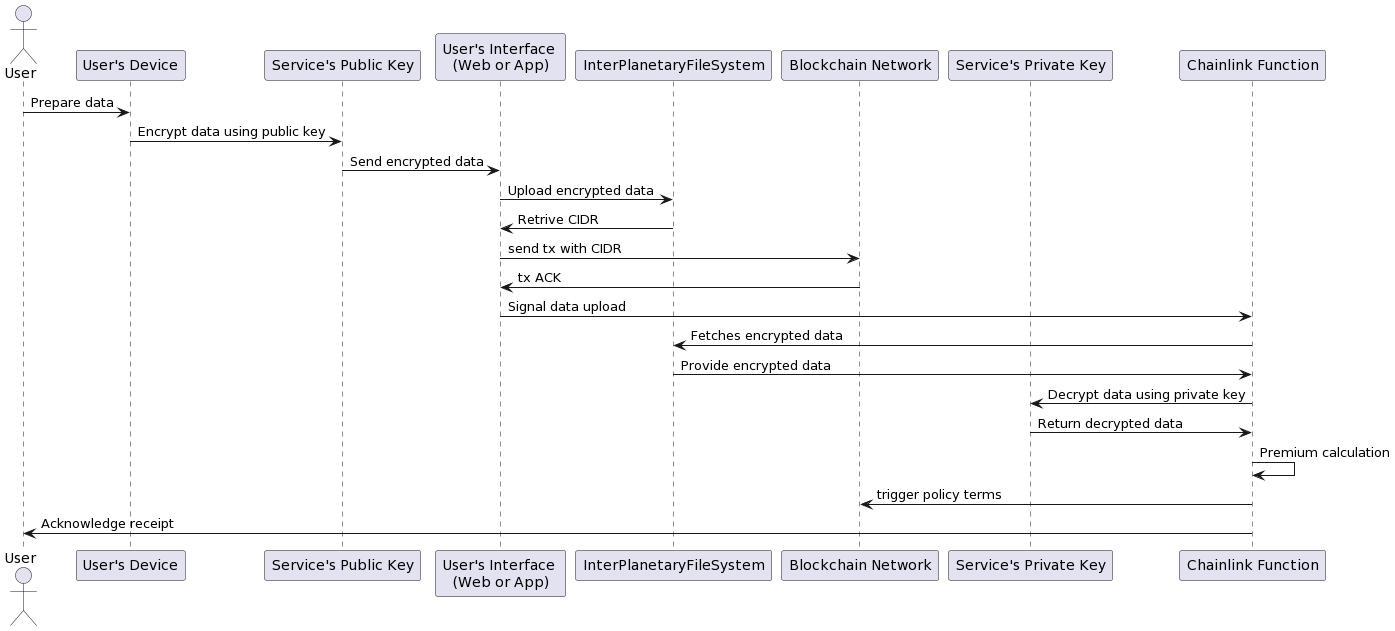 User
User's Device
Service's Public Key
User's Interface
(Web or App)
InterPlanetaryFileSystem
Blockchain Network
Service's Private Key
Chainlink Function
Prepare data
Encrypt data using public key
Send encrypted data
Upload encrypted data
Retrive CIDR
send tx with CIDR
tx ACK
Signal data upload
Fetches encrypted data
Provide encrypted data
Decrypt data using private key
Return decrypted data
Premium calculation
trigger policy terms
Acknowledge receipt
User
User's Device
Service's Public Key
User's Interface
(Web or App)
InterPlanetaryFileSystem
Blockchain Network
Service's Private Key
Chainlink Function